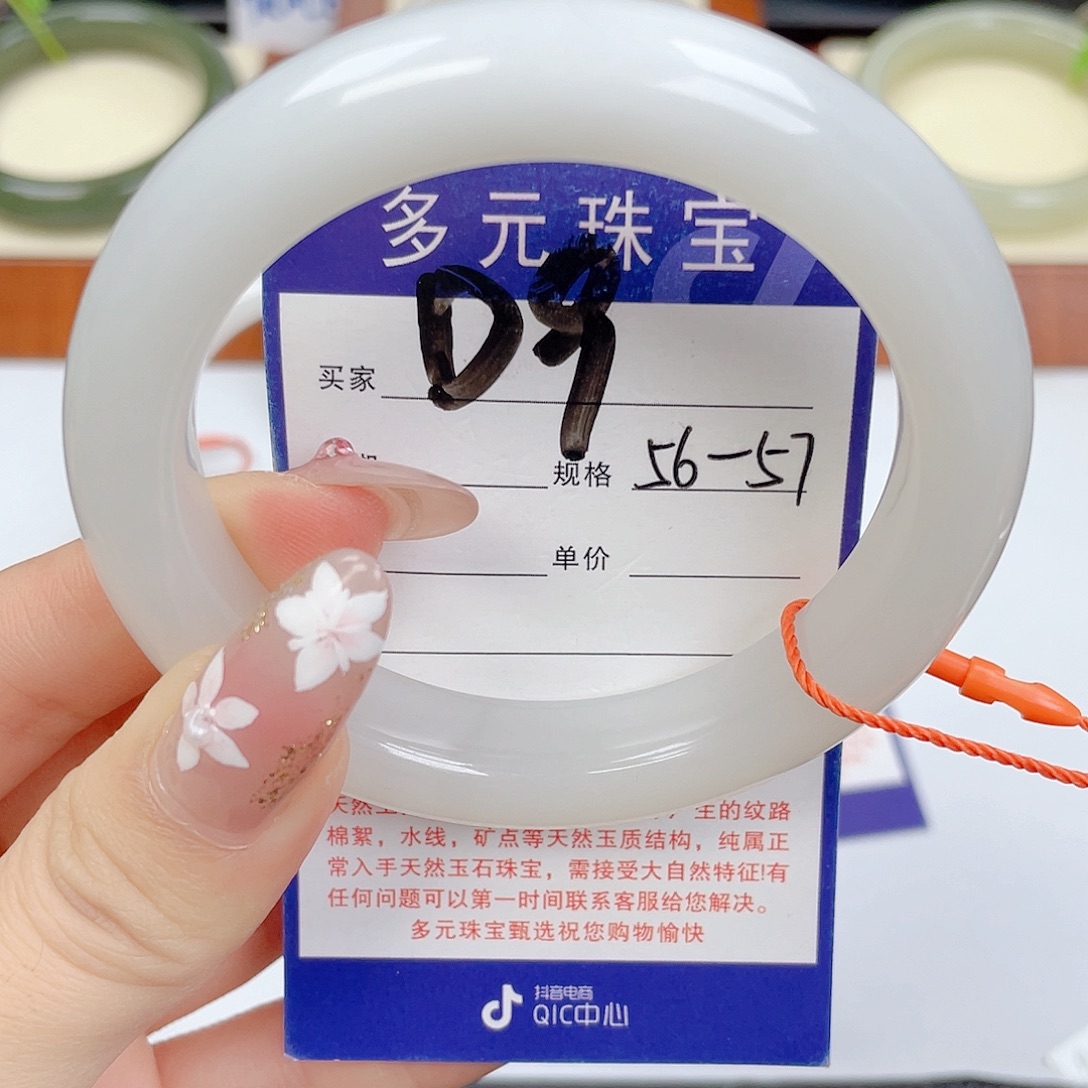 多元珠宝
D9
买家
规格 56-57
单价
生的纹路
棉絮，水线，矿点等天然玉质结构，纯属正
常入手天然玉石珠宝，需接受大自然特征!有
任何问题可以第一时间联系客服给您解决。
多元珠宝甄选祝您购物愉快
抖音电商
QIC中心